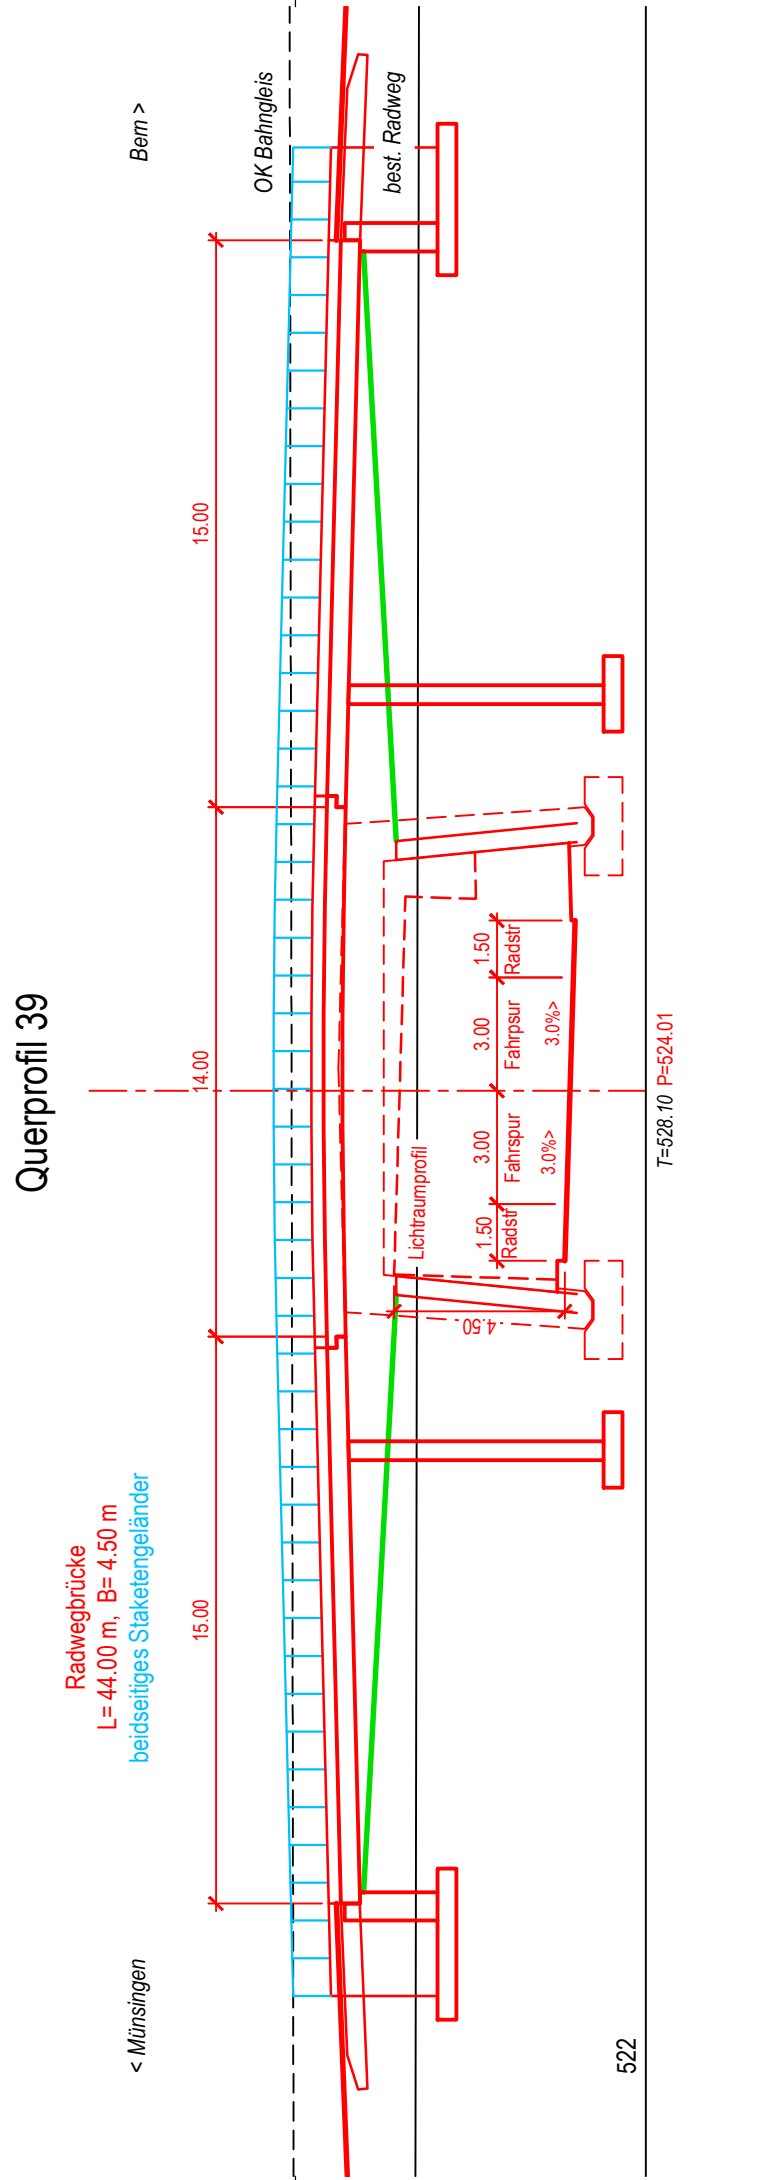 Querprofil 39
Radwegbrücke
L= 44.00 m, B= 4.50 m
beidseitiges Staketengeländer
< Münsingen
Bern >
15.00
14.00
15.00
OK Bahngleis
best. Radweg
Lichtraumprofil
1.50
3.00
3.00
1.50
Radstr
Fahrspur
Fahrpsur
Radstr
3.0%>
3.0%>
4.50
522
T=528.10 P=524.01